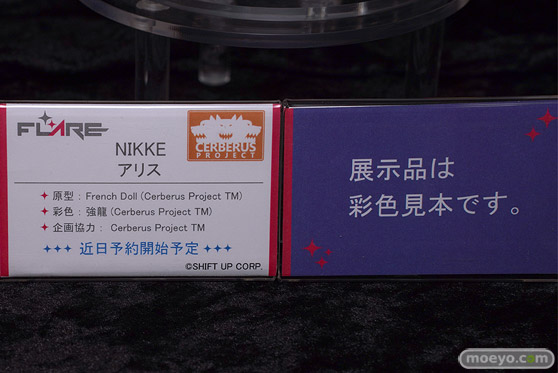 FLARE
CERBERUS
PROJECT
NIKKE
アリス
原型： French Doll (Cerberus Project TM)
彩色： 強龍 (Cerberus Project TM)
企画協力： Cerberus Project TM)
近日予約開始予定
©SHIFT UP CORP.
展示品は
彩色見本です。
moeyo.com